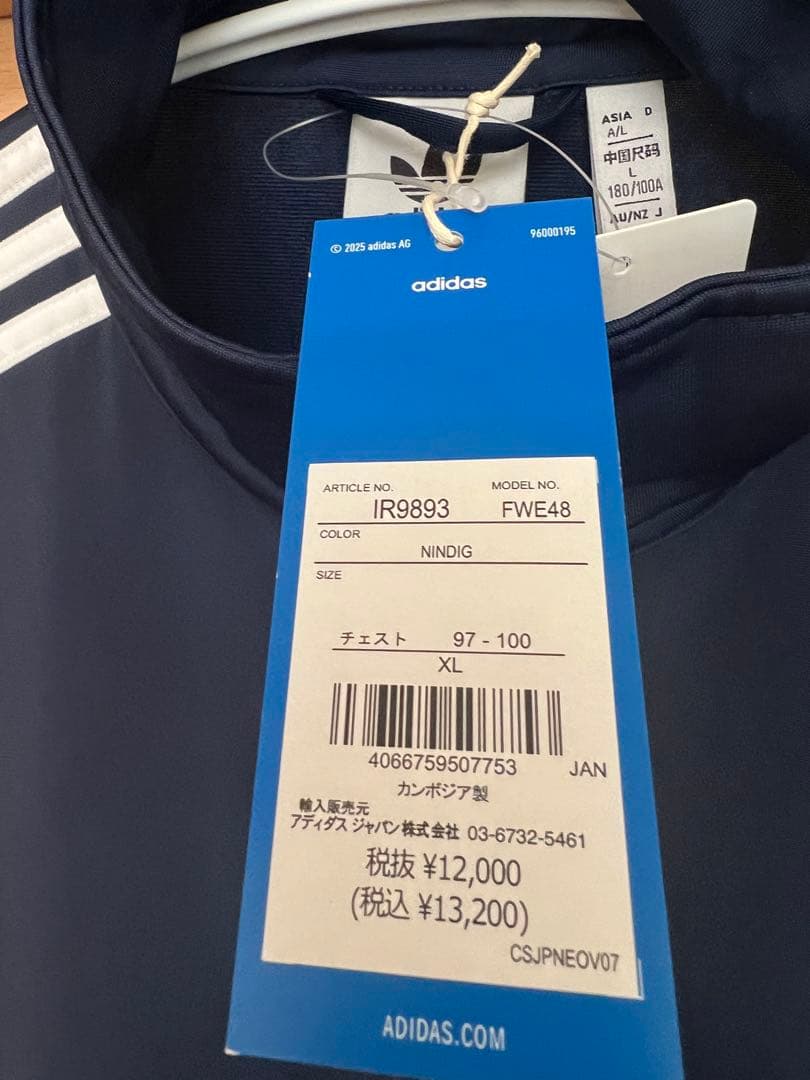 ASIA D
A/L
中国尺码
L
180/100A
AU/NZ J
© 2025 adidas AG
96000195
adidas
ARTICLE NO. MODEL NO.
IR9893 FWE48
COLOR
NINDIG
SIZE
チェスト 97 - 100
XL
4066759507753 JAN
カンボジア製
輸入販売元
アディダス ジャパン株式会社 03-6732-5461
税抜 ¥12,000
(税込 ¥13,200)
CSJPNEOV07
ADIDAS.COM